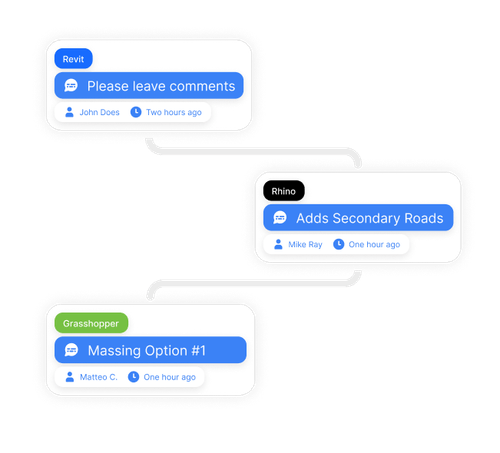 Revit
Please leave comments
John Does Two hours ago
Rhino
Adds Secondary Roads
Mike Ray One hour ago
Grasshopper
Massing Option #1
Matteo C. One hour ago